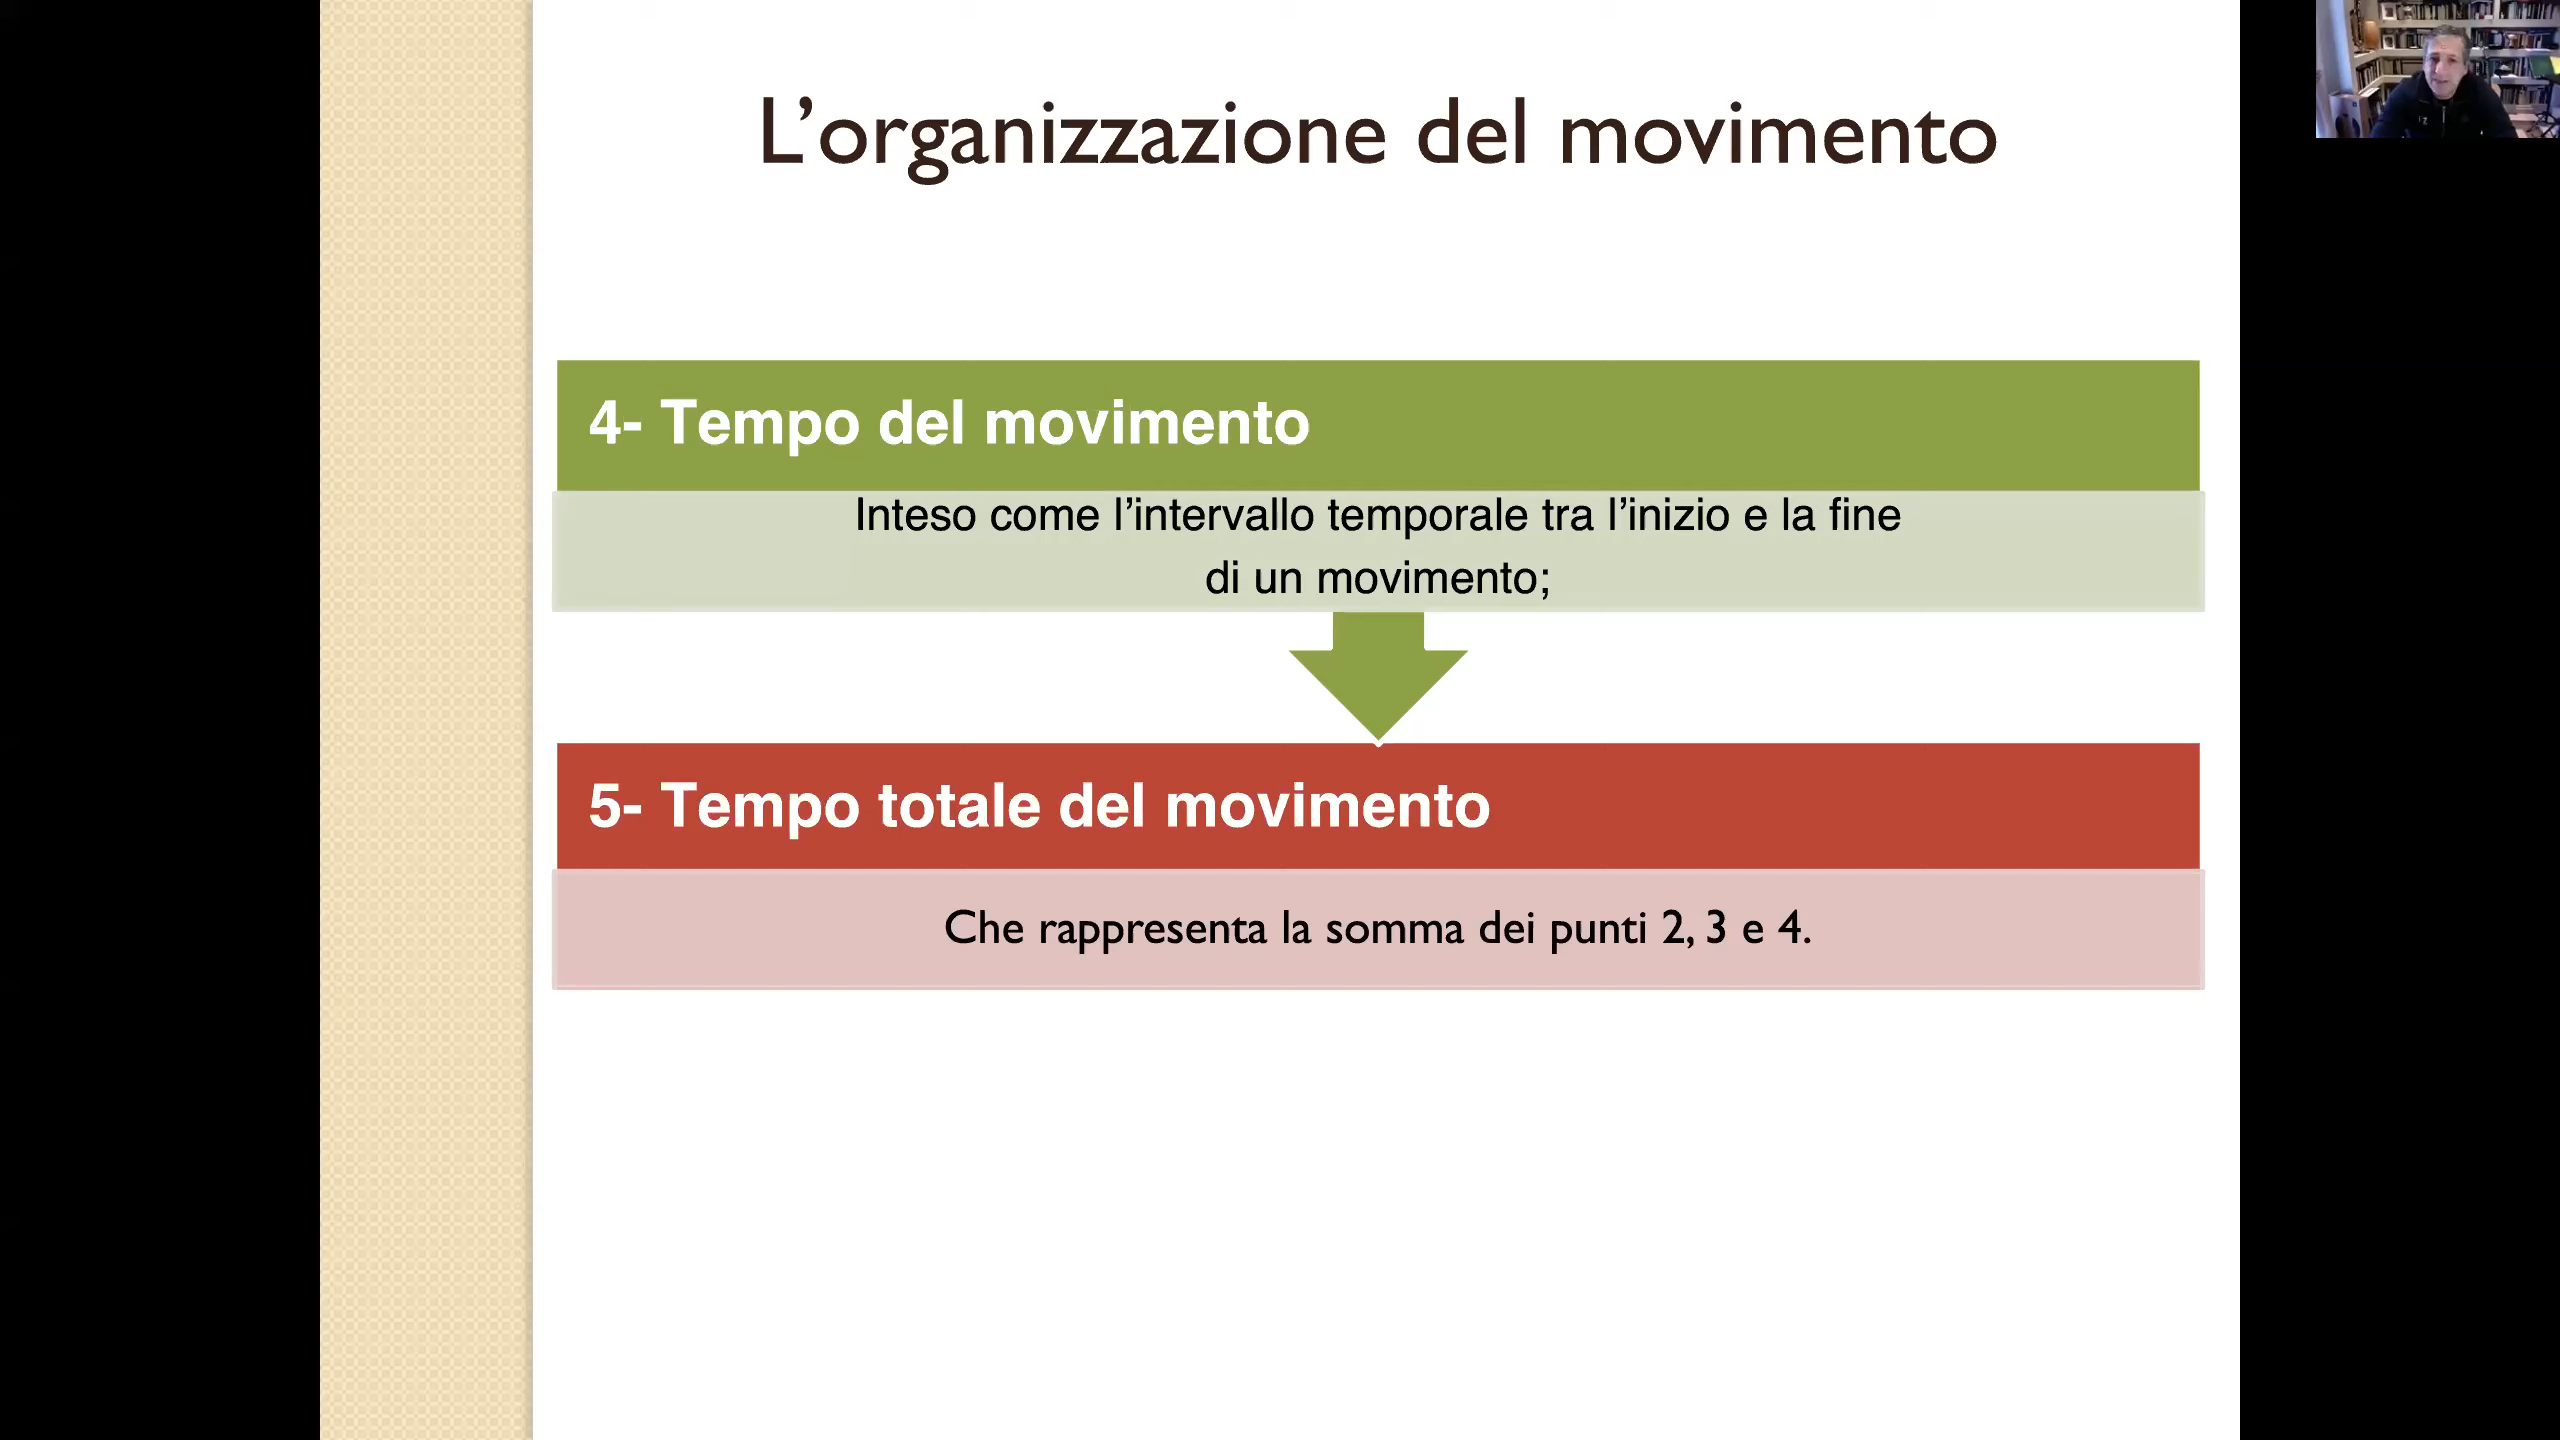 L’organizzazione del movimento
4- Tempo del movimento
Inteso come l’intervallo temporale tra l’inizio e la fine
di un movimento;
5- Tempo totale del movimento
Che rappresenta la somma dei punti 2, 3 e 4.